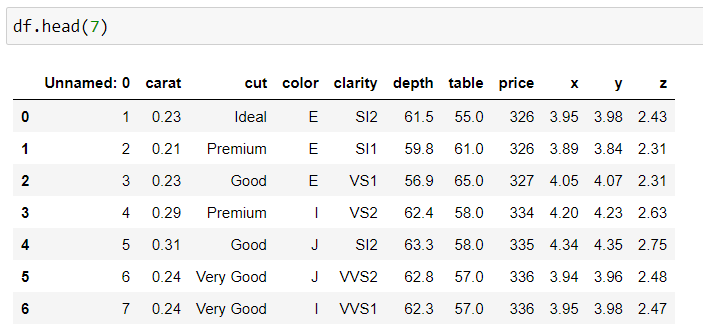 df.head(7)
Unnamed: 0 carat cut color clarity depth table price x y z
0 1 0.23 Ideal E SI2 61.5 55.0 326 3.95 3.98 2.43
1 2 0.21 Premium E SI1 59.8 61.0 326 3.89 3.84 2.31
2 3 0.23 Good E VS1 56.9 65.0 327 4.05 4.07 2.31
3 4 0.29 Premium I VS2 62.4 58.0 334 4.20 4.23 2.63
4 5 0.31 Good J SI2 63.3 58.0 335 4.34 4.35 2.75
5 6 0.24 Very Good J VVS2 62.8 57.0 336 3.94 3.96 2.48
6 7 0.24 Very Good I VVS1 62.3 57.0 336 3.95 3.98 2.47